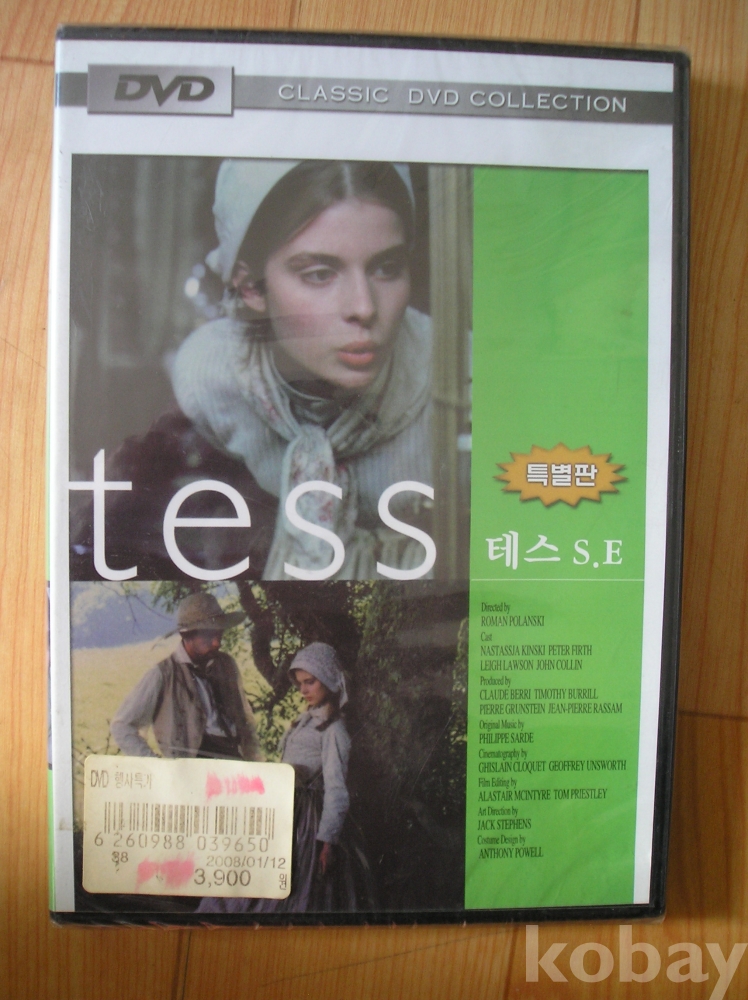 DVD
CLASSIC DVD COLLECTION
tess
특별판
테스 S.E
Directed by
ROMAN POLANSKI
Cast
NASTASSJA KINSKI PETER FIRTH
LEIGH LAWSON JOHN COLLIN
Produced by
CLAUDE BERRI TIMOTHY BURRILL
PIERRE GRUNSTEIN JEAN-PIERRE RASSAM
Original Music by
PHILIPPE SARDE
Cinematography by
GHISLAIN CLOQUET GEOFFREY UNSWORTH
Film Editing by
ALASTAIR MCINTYRE TOM PRIESTLEY
Art Direction by
JACK STEPHENS
Costume Design by
ANTHONY POWELL
DVD 행사특가
6 260988 039650
2008/01/12
3,900 원
kobay